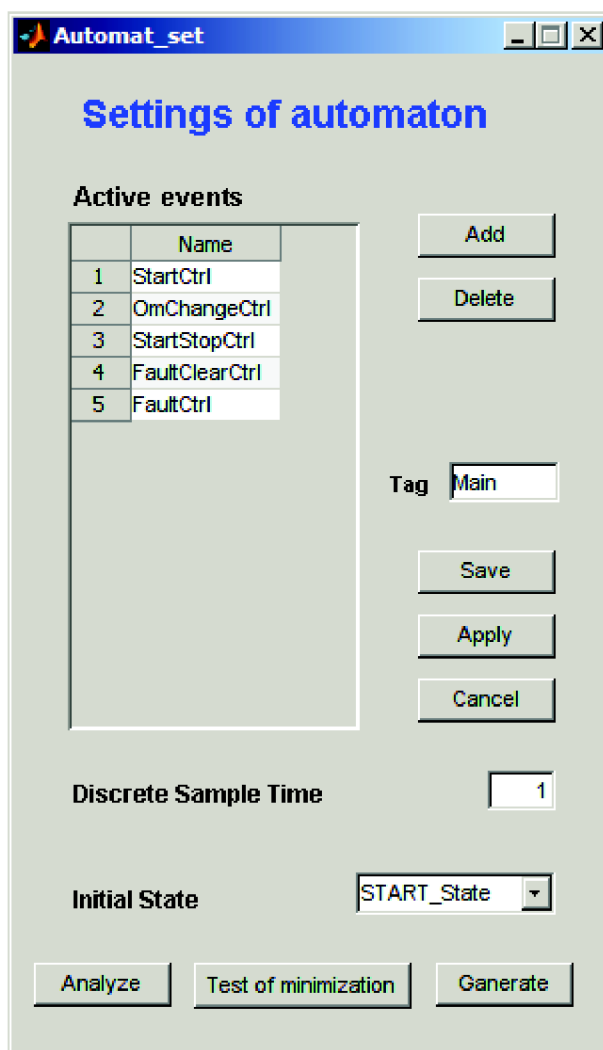 Automat_set
Settings of automaton
Active events
Name
1 StartCtrl
2 OmChangeCtrl
3 StartStopCtrl
4 FaultClearCtrl
5 FaultCtrl
Add
Delete
Tag Main
Save
Apply
Cancel
Discrete Sample Time 1
Initial State START_State
Analyze Test of minimization Ganerate